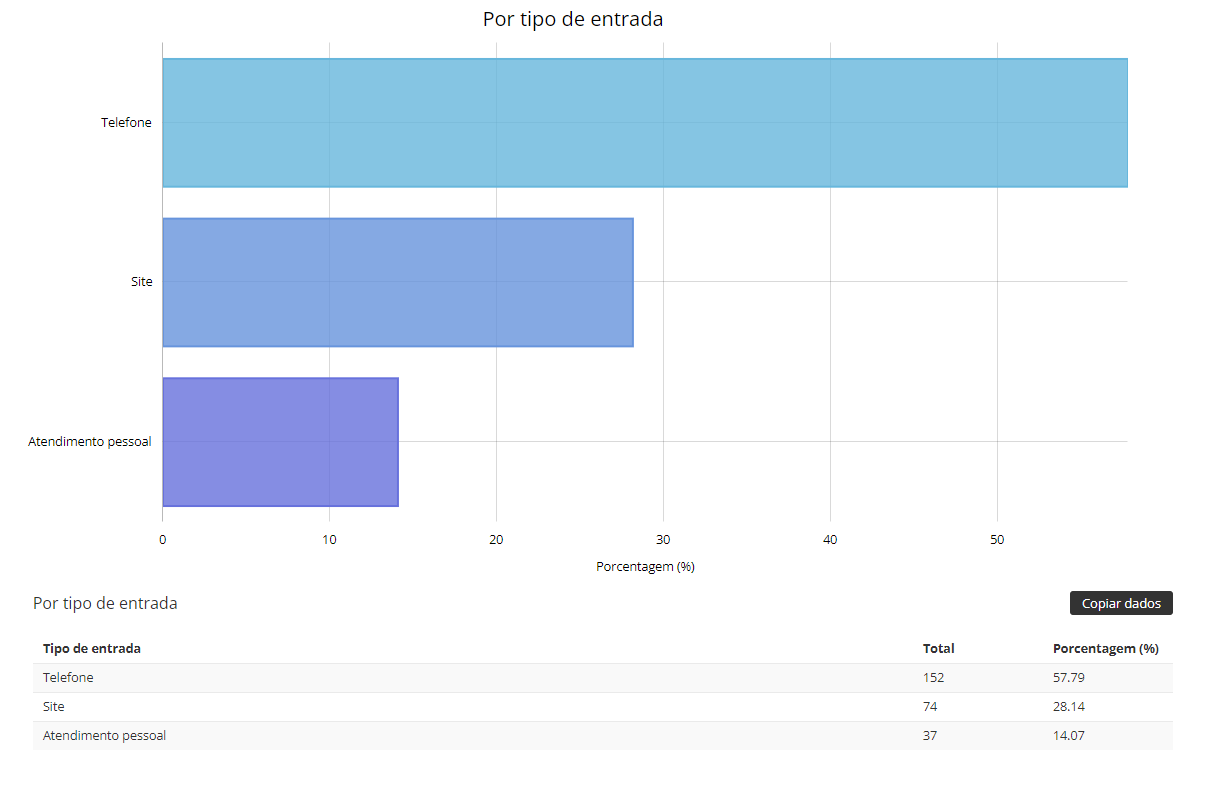 Por tipo de entrada
Telefone
Site
Atendimento pessoal
0 10 20 30 40 50
Porcentagem (%)
Por tipo de entrada Copiar dados
Tipo de entrada Total Porcentagem (%)
Telefone 152 57.79
Site 74 28.14
Atendimento pessoal 37 14.07